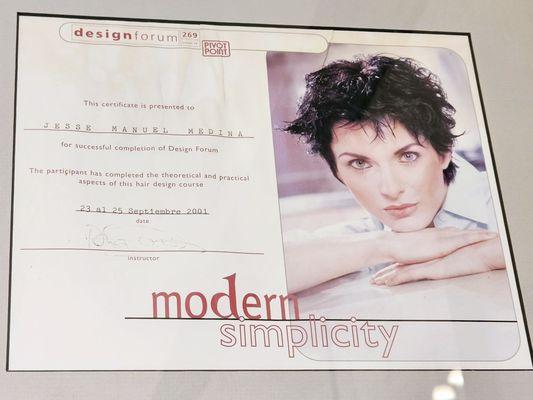 designforum 269
PIVOT
POINT
This certificate is presented to
JESSE MANUEL MEDINA
for successful completion of Design Forum
The participant has completed the theoretical and practical
aspects of this hair design course
23 al 25 Septiembre 2001
date
instructor
modern
simplicity